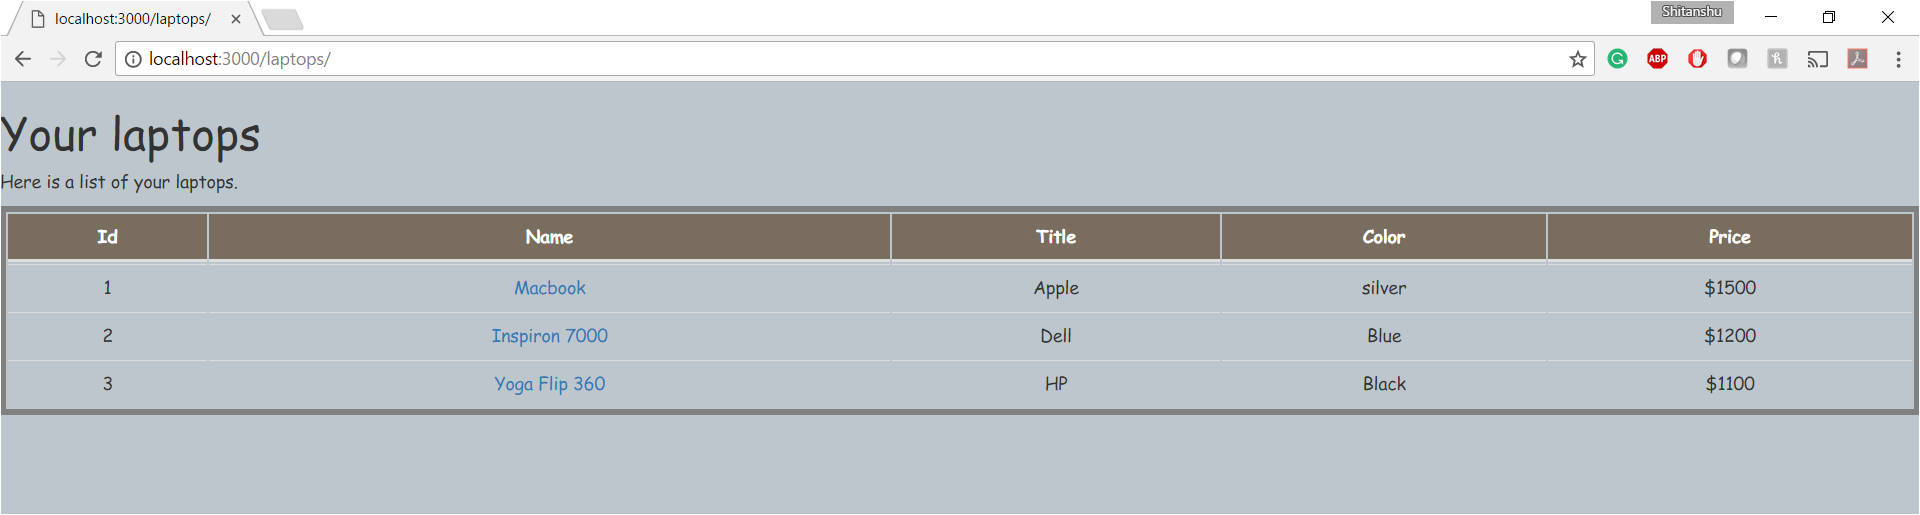 localhost:3000/laptops/
Shitanshu
localhost:3000/laptops/
ABP
Your laptops
Here is a list of your laptops.
Id Name Title Color Price
1 Macbook Apple silver $1500
2 Inspiron 7000 Dell Blue $1200
3 Yoga Flip 360 HP Black $1100